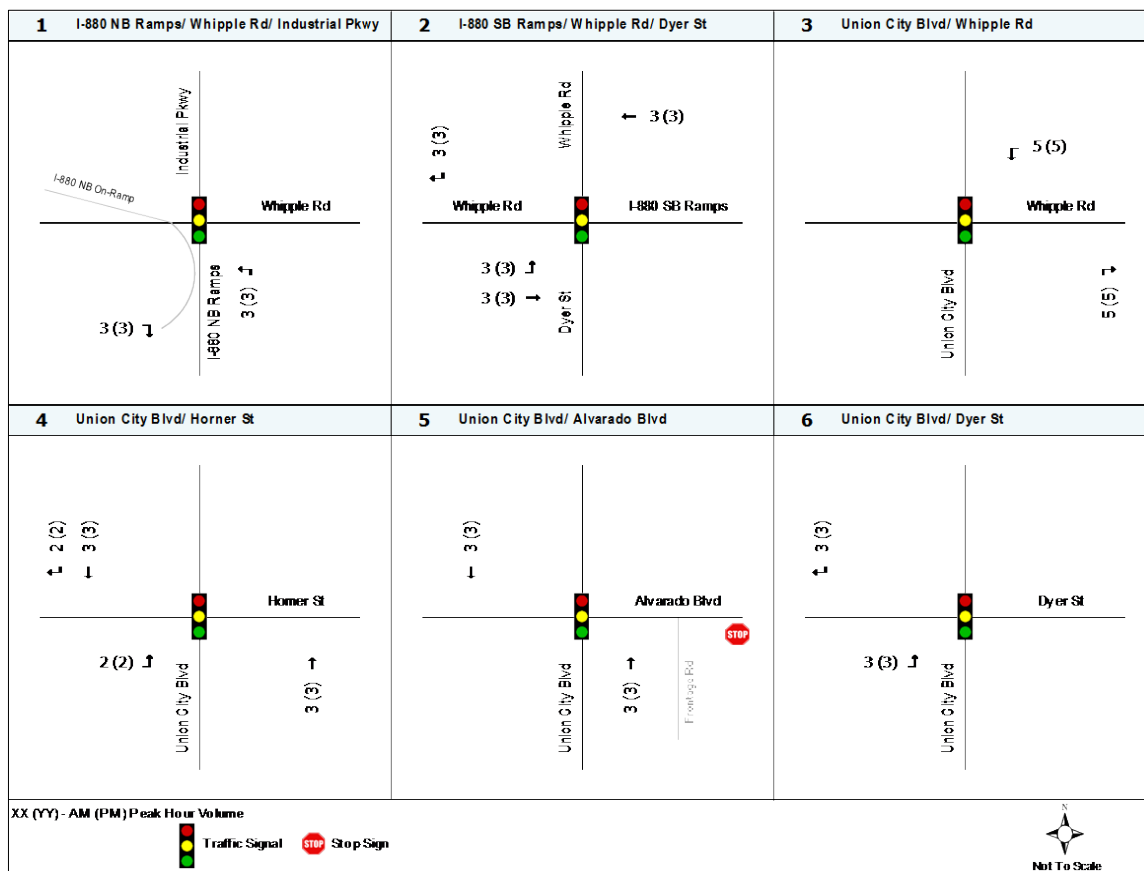 1 I-880 NB Ramps/ Whipple Rd/ Industrial Pkwy
2 I-880 SB Ramps/ Whipple Rd/ Dyer St
3 Union City Blvd/ Whipple Rd
Industrial Pkwy
I-880 NB On-Ramp
Whipple Rd
I-880 NB Ramps
3 (3)
3 (3)
Whipple Rd
3 (3)
3 (3)
Whipple Rd
I-880 SB Ramps
3 (3)
3 (3)
Dyer St
5 (5)
Whipple Rd
Union City Blvd
5 (5)
4 Union City Blvd/ Horner St
5 Union City Blvd/ Alvarado Blvd
6 Union City Blvd/ Dyer St
2 (2)
3 (3)
Horner St
2 (2)
Union City Blvd
3 (3)
3 (3)
Alvarado Blvd
STOP
Union City Blvd
3 (3)
Frontage Rd
3 (3)
Dyer St
3 (3)
Union City Blvd
XX (YY) - AM (PM) Peak Hour Volume
Traffic Signal
STOP Stop Sign
N
Not To Scale